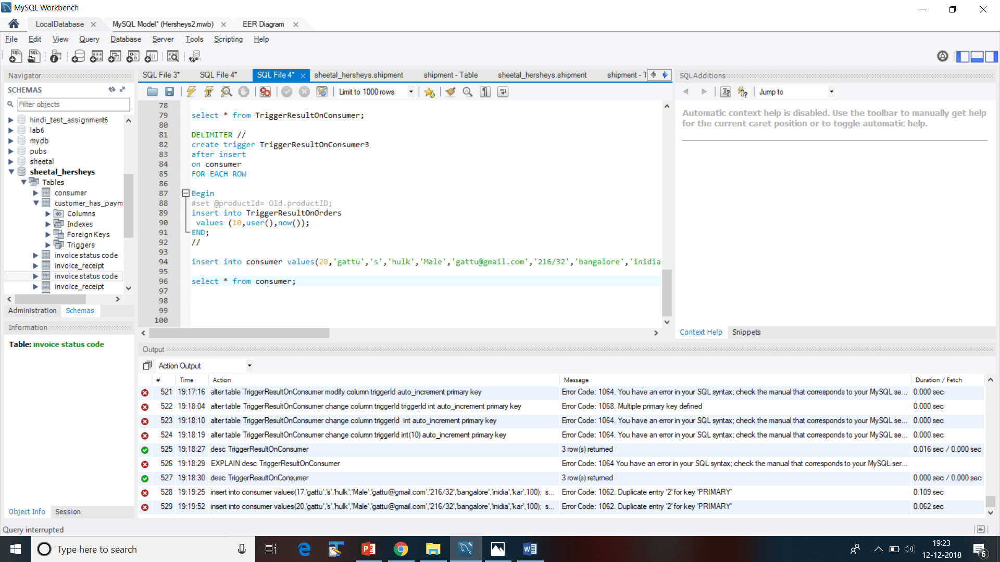 MySQL Workbench
LocalDatabase
MySQL Model* (Hersheys2.mwb)
EER Diagram
File Edit View Query Database Server Tools Scripting Help
Navigator
SCHEMAS
Filter objects
hindi_test_assignment6
lab6
mydb
pubs
sheetal
sheetal_hersheys
Tables
consumer
customer_has_paym
Columns
Indexes
Foreign Keys
Triggers
invoice status code
invoice_receipt
invoice status code
invoice_receipt
Administration Schemas
Information
Table: invoice status code
Object Info Session
Query interrupted
SQL File 3* SQL File 4* SQL File 4* sheetal_hersheys.shipment shipment - Table sheetal_hersheys.shipment shipment - T
Limit to 1000 rows
78
79 select * from TriggerResultOnConsumer;
80
81 DELIMITER //
82 create trigger TriggerResultOnConsumer3
83 after insert
84 on consumer
85 FOR EACH ROW
86
87 Begin
88 #set @productId= Old.productID;
89 insert into TriggerResultOnOrders
90 values (10,user(),now());
91 END;
92 //
93
94 insert into consumer values(20,'gattu','s','hulk','Male','gattu@gmail.com','216/32','bangalore','inidia
95
96 select * from consumer;
97
98
99
100
SQLAdditions
Jump to
Automatic context help is disabled. Use the toolbar to manually get help
for the current caret position or to toggle automatic help.
Context Help Snippets
Output
Action Output
# Time Action Message Duration / Fetch
521 19:17:16 alter table TriggerResultOnConsumer modify column triggerId auto_increment primary key Error Code: 1064. You have an error in your SQL syntax; check the manual that corresponds to your MySQL se... 0.000 sec
522 19:18:04 alter table TriggerResultOnConsumer change column triggerId triggerId int auto_increment primary key Error Code: 1068. Multiple primary key defined 0.000 sec
523 19:18:10 alter table TriggerResultOnConsumer change column triggerId int auto_increment primary key Error Code: 1064. You have an error in your SQL syntax; check the manual that corresponds to your MySQL se... 0.000 sec
524 19:18:19 alter table TriggerResultOnConsumer change column triggerId int(10) auto_increment primary key Error Code: 1064. You have an error in your SQL syntax; check the manual that corresponds to your MySQL se... 0.000 sec
525 19:18:27 desc TriggerResultOnConsumer 3 row(s) returned 0.016 sec / 0.000 sec
526 19:18:29 EXPLAIN desc TriggerResultOnConsumer Error Code: 1064 You have an error in your SQL syntax; check the manual that corresponds to your MySQL ser...
527 19:18:30 desc TriggerResultOnConsumer 3 row(s) returned 0.000 sec / 0.000 sec
528 19:19:25 insert into consumer values(17,'gattu','s','hulk','Male','gattu@gmail.com','216/32','bangalore','inidia','kar',100); s... Error Code: 1062. Duplicate entry '2' for key 'PRIMARY' 0.109 sec
529 19:19:52 insert into consumer values(20,'gattu','s','hulk','Male','gattu@gmail.com','216/32','bangalore','inidia','kar',100); s... Error Code: 1062. Duplicate entry '2' for key 'PRIMARY' 0.062 sec
Type here to search
19:23
12-12-2018
6